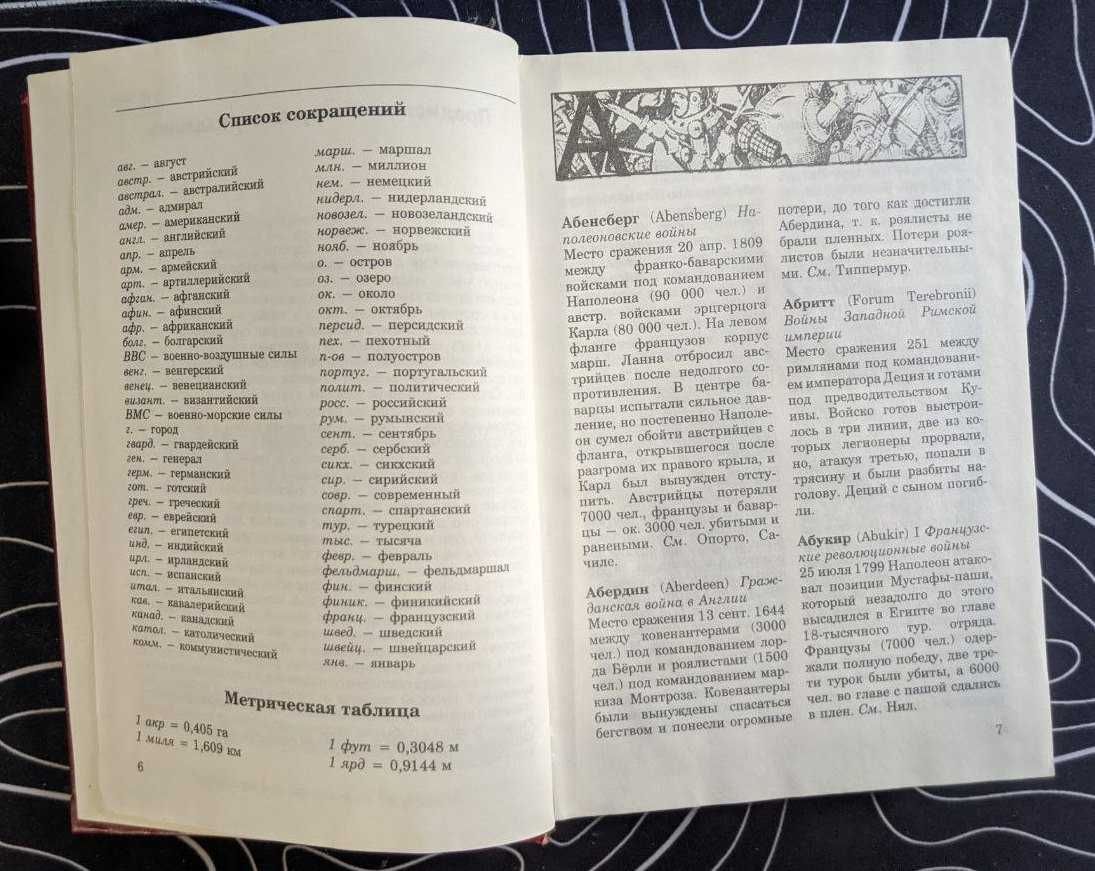 Список сокращений
авг. — август
австр. — австрийский
австрал. — австралийский
адм. — адмирал
амер. — американский
англ. — английский
апр. — апрель
арм. — армейский
арт. — артиллерийский
афган. — афганский
афин. — афинский
афр. — африканский
болг. — болгарский
ВВС — военно-воздушные силы
венг. — венгерский
венец. — венецианский
визант. — византийский
ВМС — военно-морские силы
г. — город
гвард. — гвардейский
ген. — генерал
герм. — германский
гот. — готский
греч. — греческий
евр. — еврейский
егип. — египетский
инд. — индийский
ирл. — ирландский
исп. — испанский
итал. — итальянский
кав. — кавалерийский
канад. — канадский
катол. — католический
комм. — коммунистический
марш. — маршал
млн. — миллион
нем. — немецкий
нидерл. — нидерландский
новозел. — новозеландский
норвеж. — норвежский
нояб. — ноябрь
о. — остров
оз. — озеро
ок. — около
окт. — октябрь
персид. — персидский
пех. — пехотный
п-ов — полуостров
португ. — португальский
полит. — политический
росс. — российский
рум. — румынский
сент. — сентябрь
серб. — сербский
сикх. — сикхский
сир. — сирийский
совр. — современный
спарт. — спартанский
тур. — турецкий
тыс. — тысяча
февр. — февраль
фельдмарш. — фельдмаршал
фин. — финский
финик. — финикийский
франц. — французский
швед. — шведский
швейц. — швейцарский
янв. — январь
Метрическая таблица
1 акр = 0,405 га
1 миля = 1,609 км
1 фут = 0,3048 м
1 ярд = 0,9144 м
6
А
Абенсберг (Abensberg) На-
полеоновские войны
Место сражения 20 апр. 1809
между франко-баварскими
войсками под командованием
Наполеона (90 000 чел.) и
австр. войсками эрцгерцога
Карла (80 000 чел.). На левом
фланге французов корпус
марш. Ланна отбросил авс-
трийцев после недолгого со-
противления. В центре ба-
варцы испытали сильное дав-
ление, но постепенно Наполе-
он сумел обойти австрийцев с
фланга, открывшегося после
разгрома их правого крыла, и
Карл был вынужден отсту-
пить. Австрийцы потеряли
7000 чел., французы и бавар-
цы — ок. 3000 чел. убитыми и
ранеными. См. Опорто, Са-
чиле.
Абердин (Aberdeen) Граж-
данская война в Англии
Место сражения 13 сент. 1644
между ковенантерами (3000
чел.) под командованием лор-
да Бёрли и роялистами (1500
чел.) под командованием мар-
киза Монтроза. Ковенантеры
были вынуждены спасаться
бегством и понесли огромные
потери, до того как достигли
Абердина, т. к. роялисты не
брали пленных. Потери роя-
листов были незначительны-
ми. См. Типпермур.
Абритт (Forum Terebronii)
Войны Западной Римской
империи
Место сражения 251 между
римлянами под командовани-
ем императора Деция и готами
под предводительством Ку-
ивы. Войско готов выстрои-
лось в три линии, две из ко-
торых легионеры прорвали,
но, атакуя третью, попали в
трясину и были разбиты на-
голову. Деций с сыном погиб-
ли.
Абукир (Abukir) I Французс-
кие революционные войны
25 июля 1799 Наполеон атако-
вал позиции Мустафы-паши,
который незадолго до этого
высадился в Египте во главе
18-тысячного тур. отряда.
Французы (7000 чел.) одер-
жали полную победу, две тре-
ти турок были убиты, а 6000
чел. во главе с пашой сдались
в плен. См. Нил.
7